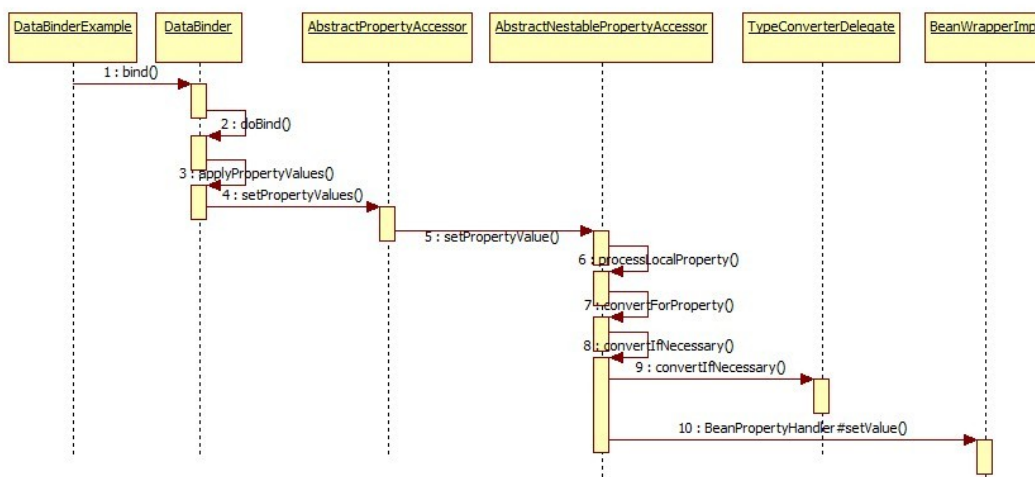 DataBinderExample
DataBinder
AbstractPropertyAccessor
AbstractNestablePropertyAccessor
TypeConverterDelegate
BeanWrapperImp
1 : bind()
2 : doBind()
3 : applyPropertyValues()
4 : setPropertyValues()
5 : setPropertyValue()
6 : processLocalProperty()
7 : convertForProperty()
8 : convertIfNecessary()
9 : convertIfNecessary()
10 : BeanPropertyHandler#setValue()